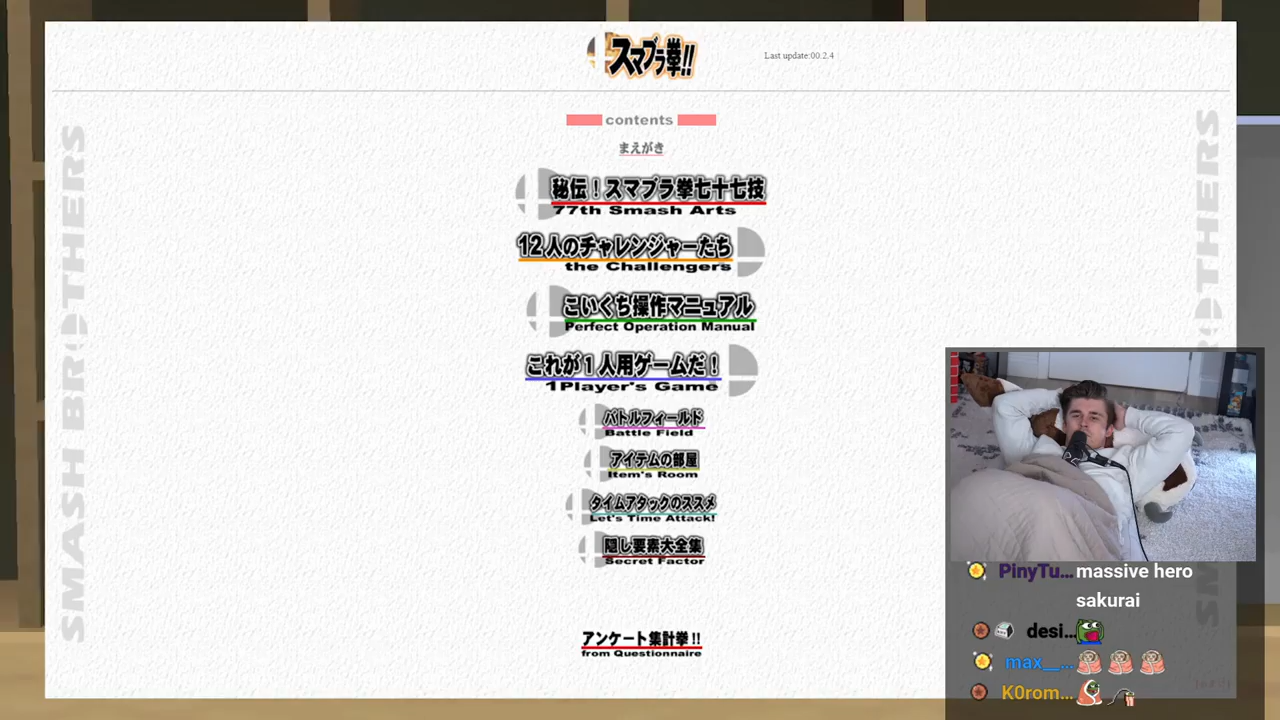 スマブラ拳!!
Last update:00.2.4
contents
まえがき
秘伝！スマブラ拳七十七技
77th Smash Arts
12人のチャレンジャーたち
the Challengers
こいくち操作マニュアル
Perfect Operation Manual
これが１人用ゲームだ！
1Player's Game
バトルフィールド
Battle Field
アイテムの部屋
Item's Room
タイムアタックのススメ
Let's Time Attack!
隠し要素大全集
Secret Factor
アンケート集計拳!!
from Questionnaire
SMASH BROTHERS
SMASH BROTHERS
PinyTu... massive hero
sakurai
desi...
max__...
K0rom...